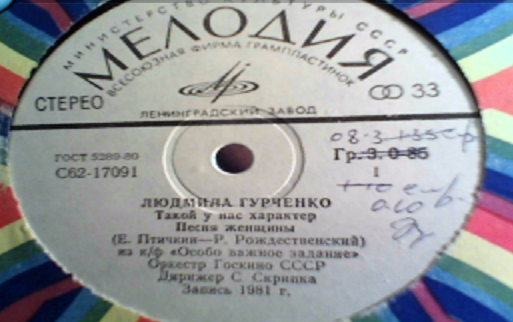 МИНИСТЕРСТВО КУЛЬТУРЫ СССР
МЕЛОДИЯ
ВСЕСОЮЗНАЯ ФИРМА ГРАМПЛАСТИНОК
СТЕРЕО
33
ЛЕНИНГРАДСКИЙ ЗАВОД
ГОСТ 5289-80
Гр. 3. 0-85
С62-17091
1
ЛЮДМИЛА ГУРЧЕНКО
Такой у нас характер
Песня женщины
(Е. Птичкин—Р. Рождественский)
из к/ф «Особо важное задание»
Оркестр Госкино СССР
Дирижер С. Скрипка
Запись 1981 г.